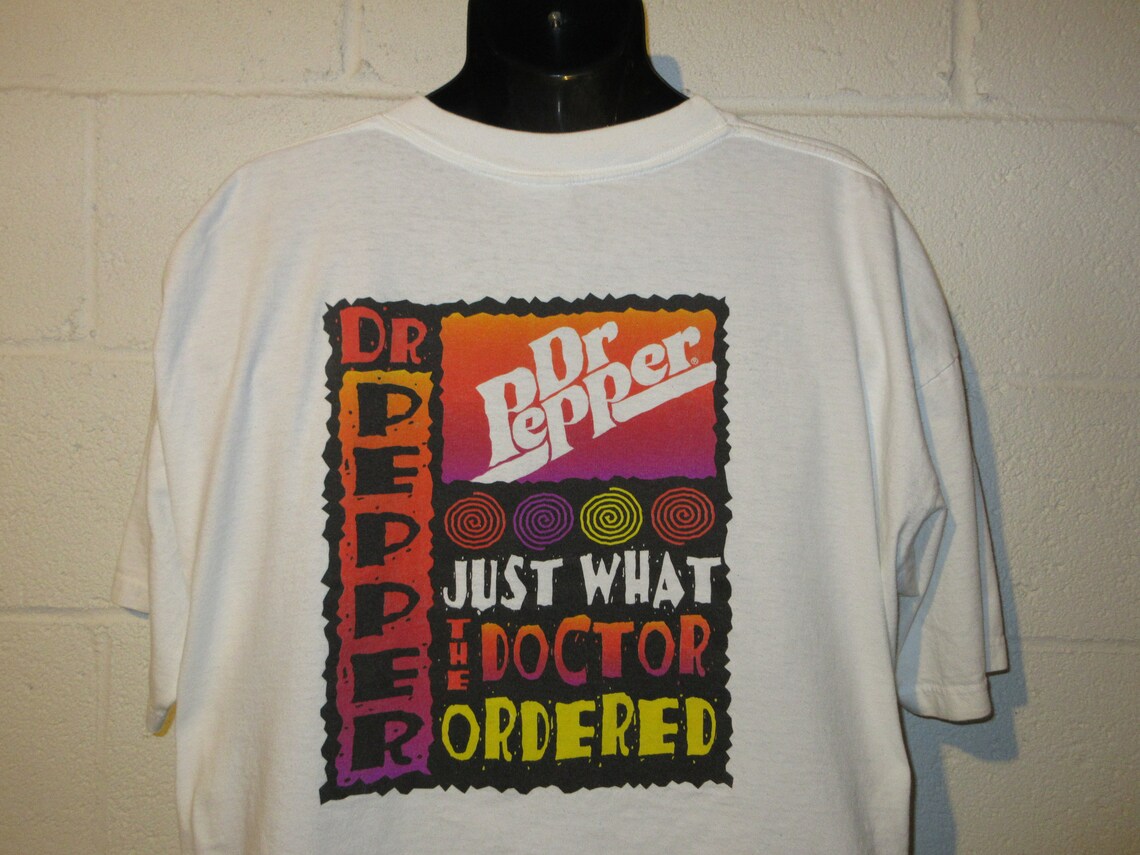 DR
PEPPER
Dr
Pepper®
JUST WHAT
THE DOCTOR
ORDERED